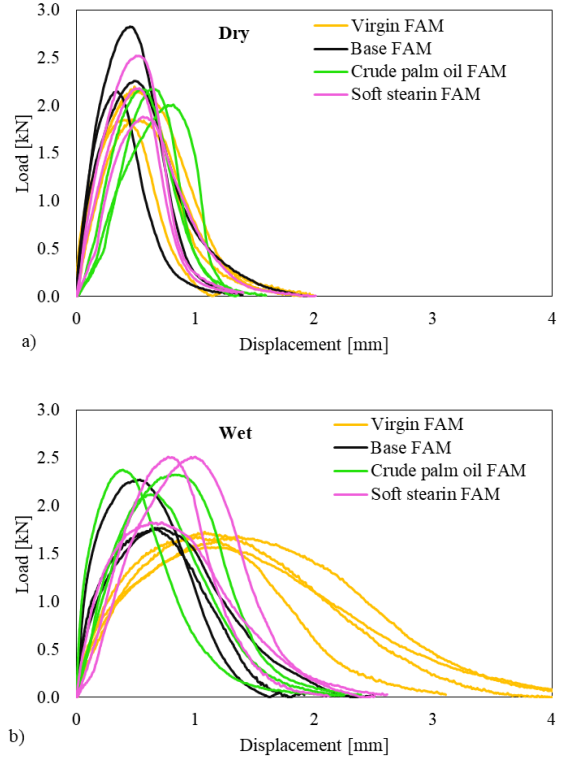 Dry
Virgin FAM
Base FAM
Crude palm oil FAM
Soft stearin FAM
Load [kN]
3.0
2.5
2.0
1.5
1.0
0.5
0.0
0 1 2 3 4
Displacement [mm]
a)
Wet
Virgin FAM
Base FAM
Crude palm oil FAM
Soft stearin FAM
Load [kN]
3.0
2.5
2.0
1.5
1.0
0.5
0.0
0 1 2 3 4
Displacement [mm]
b)